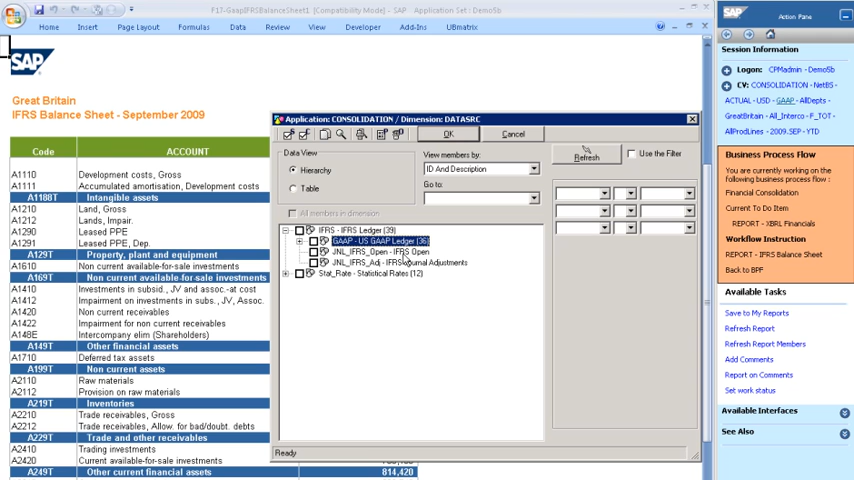 F17-GaapIFRSBalanceSheet1 [Compatibility Mode] - SAP Application Set : Demo5b
Home Insert Page Layout Formulas Data Review View Developer Add-Ins UBmatrix
SAP
Great Britain
IFRS Balance Sheet - September 2009
Code ACCOUNT
A1110 Development costs, Gross
A1111 Accumulated amortisation, Development costs
A1188T Intangible assets
A1210 Land, Gross
A1212 Lands, Impair.
A1290 Leased PPE
A1291 Leased PPE, Dep.
A129T Property, plant & equipment
A1610 Non current available-for-sale investments
A169T Non current available-for-sale investments
A1410 Investments in subsid., JV and assoc.-at cost
A1412 Impairment on investments in subs., JV, Assoc.
A1420 Non current receivables
A1422 Impairment for non current receivables
A148E Intercompany elim (Shareholders)
A149T Other financial assets
A1710 Deferred tax assets
A199T Non current assets
A2110 Raw materials
A2112 Provision on raw materials
A219T Inventories
A2210 Trade receivables, Gross
A2212 Trade receivables, Allow. for bad/doubt. debts
A229T Trade and other receivables
A2410 Trading investments
A2420 Current available-for-sale investments
A249T Other current financial assets 814,420
Application: CONSOLIDATION / Dimension: DATASRC
OK Cancel
Data View
Hierarchy
Table
View members by:
ID And Description
Go to:
Refresh
Use the Filter
All members in dimension
IFRS - IFRS Ledger (39)
GAAP - US GAAP Ledger (36)
JNL_IFRS_Open - IFRS Open
JNL_IFRS_Adj - IFRS Journal Adjustments
Stat_Rate - Statistical Rates (12)
Ready
SAP Action Pane
Session Information
Logon: CPMadmin - Demo5b
CV: CONSOLIDATION - NetBS -
ACTUAL - USD - GAAP - AllDepts -
GreatBritain - All_Interco - F_TOT -
AllProdLines - 2009.SEP - YTD
Business Process Flow
You are currently working on the
following business process flow :
Financial Consolidation
Current To Do Item
REPORT - XBRL Financials
Workflow Instruction
REPORT - IFRS Balance Sheet
Back to BPF
Available Tasks
Save to My Reports
Refresh Report
Refresh Report Members
Add Comments
Report on Comments
Set work status
Available Interfaces
See Also